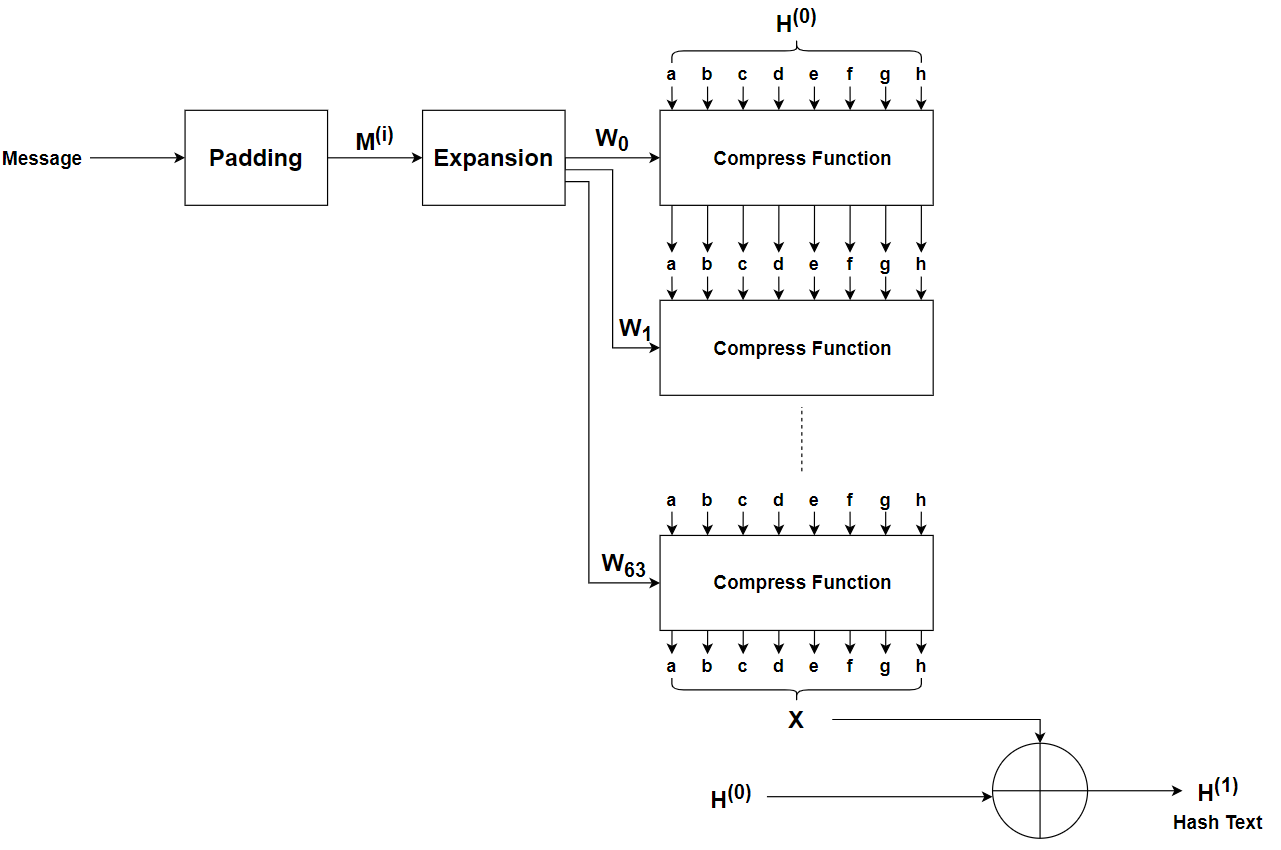 H(0)
a b c d e f g h
Message
Padding
M(i)
Expansion
W0
Compress Function
a b c d e f g h
W1
Compress Function
a b c d e f g h
W63
Compress Function
a b c d e f g h
X
H(0)
H(1)
Hash Text